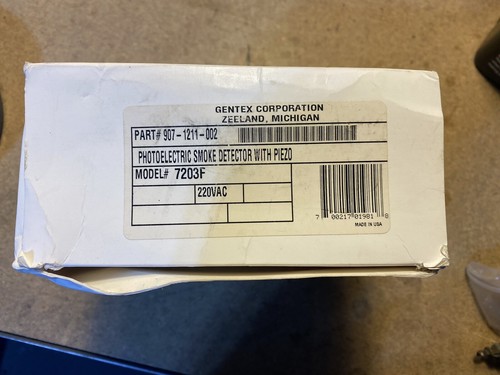 GENTEX CORPORATION
ZEELAND, MICHIGAN
PART# 907-1211-002
PHOTOELECTRIC SMOKE DETECTOR WITH PIEZO
MODEL# 7203F
220VAC
7 00217 01981 8
MADE IN USA